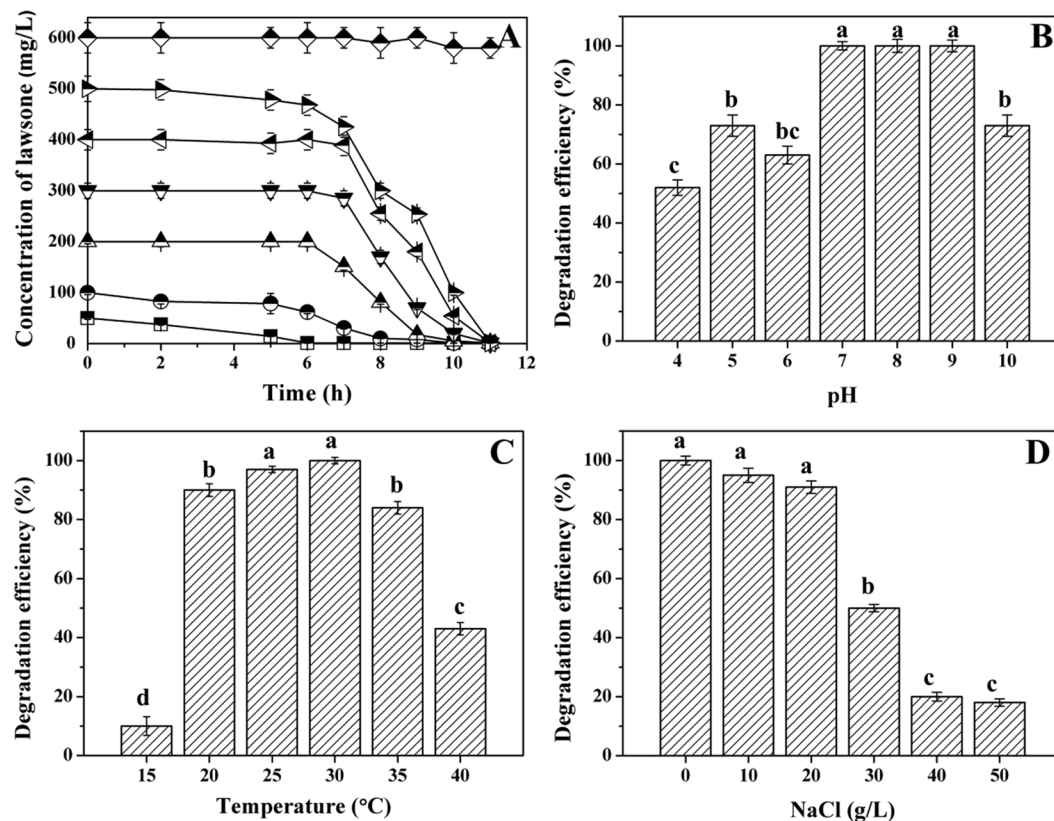 A
Concentration of lawsone (mg/L)
600
500
400
300
200
100
0
0 2 4 6 8 10 12
Time (h)
B
Degradation efficiency (%)
100
80
60
40
20
0
c b bc a a a b
4 5 6 7 8 9 10
pH
C
Degradation efficiency (%)
100
80
60
40
20
0
d b a a b c
15 20 25 30 35 40
Temperature (°C)
D
Degradation efficiency (%)
100
80
60
40
20
0
a a a b c c
0 10 20 30 40 50
NaCl (g/L)